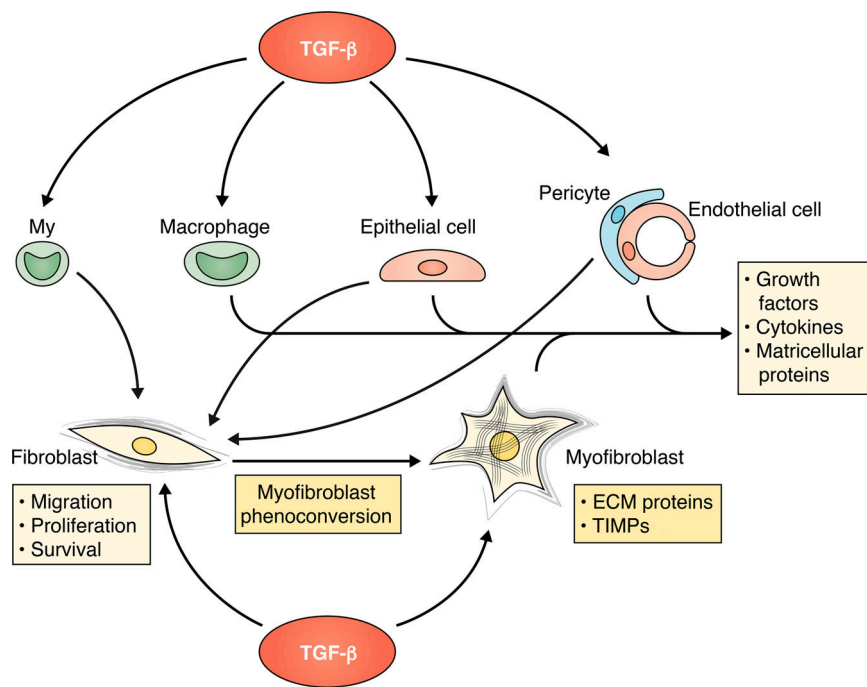 TGF-β
My
Macrophage
Epithelial cell
Pericyte
Endothelial cell
• Growth
factors
• Cytokines
• Matricellular
proteins
Fibroblast
• Migration
• Proliferation
• Survival
Myofibroblast
phenoconversion
Myofibroblast
• ECM proteins
• TIMPs
TGF-β